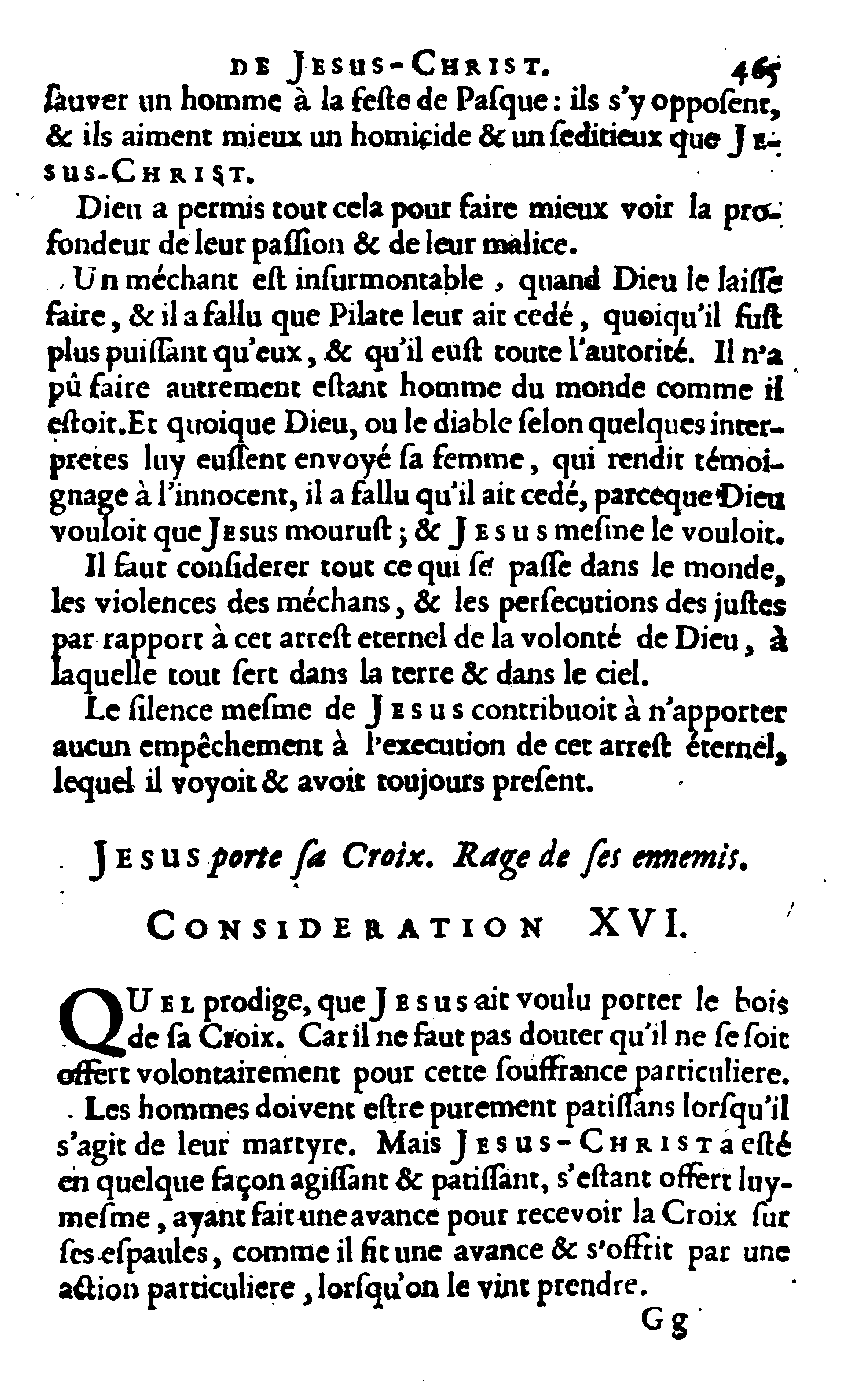 DE JESUS-CHRIST. 465
ſauver un homme à la feſte de Paſque : ils s'y oppoſent,
& ils aiment mieux un homicide & un ſeditieux que JE-
SUS-CHRIST.
Dieu a permis tout cela pour faire mieux voir la pro-
fondeur de leur paſſion & de leur malice.
Un méchant eſt inſurmontable, quand Dieu le laiſſe
faire, & il a fallu que Pilate leur ait cedé, quoiqu'il fuſt
plus puiſſant qu'eux, & qu'il euſt toute l'autorité. Il n'a
pû faire autrement eſtant homme du monde comme il
eſtoit. Et quoique Dieu, ou le diable ſelon quelques inter-
pretes luy euſſent envoyé ſa femme, qui rendit témoi-
gnage à l'innocent, il a fallu qu'il ait cedé, parceque Dieu
vouloit que JESUS mouruſt ; & JESUS meſme le vouloit.
Il faut conſiderer tout ce qui ſe paſſe dans le monde,
les violences des méchans, & les perſecutions des juſtes
par rapport à cet arreſt eternel de la volonté de Dieu, à
laquelle tout ſert dans la terre & dans le ciel.
Le ſilence meſme de JESUS contribuoit à n'apporter
aucun empêchement à l'execution de cet arreſt éternel,
lequel il voyoit & avoit toujours preſent.
JESUS porte ſa Croix. Rage de ſes ennemis.
CONSIDERATION XVI.
QUEL prodige, que JESUS ait voulu porter le bois
de ſa Croix. Car il ne faut pas douter qu'il ne ſe ſoit
offert volontairement pour cette ſouffrance particuliere.
Les hommes doivent eſtre purement patiſſans lorſqu'il
s'agit de leur martyre. Mais JESUS-CHRIST a eſté
en quelque façon agiſſant & patiſſant, s'eſtant offert luy-
meſme, ayant fait une avance pour recevoir la Croix ſur
ſes eſpaules, comme il fit une avance & s'offrit par une
action particuliere, lorſqu'on le vint prendre.
Gg